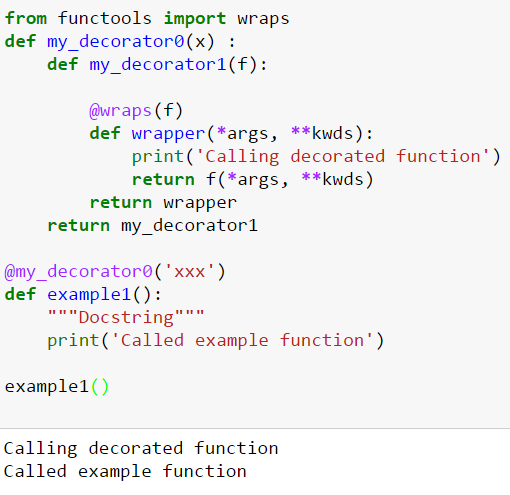 from functools import wraps
def my_decorator0(x) :
    def my_decorator1(f):

        @wraps(f)
        def wrapper(*args, **kwds):
            print('Calling decorated function')
            return f(*args, **kwds)
        return wrapper
    return my_decorator1

@my_decorator0('xxx')
def example1():
    """Docstring"""
    print('Called example function')

example1()

Calling decorated function
Called example function